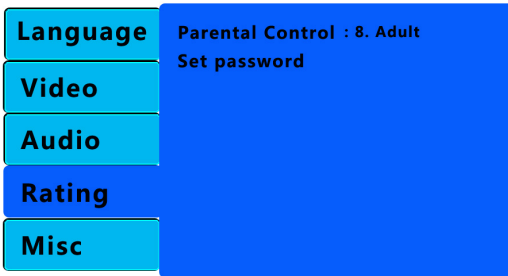 Language
Video
Audio
Rating
Misc
Parental Control : 8. Adult
Set password